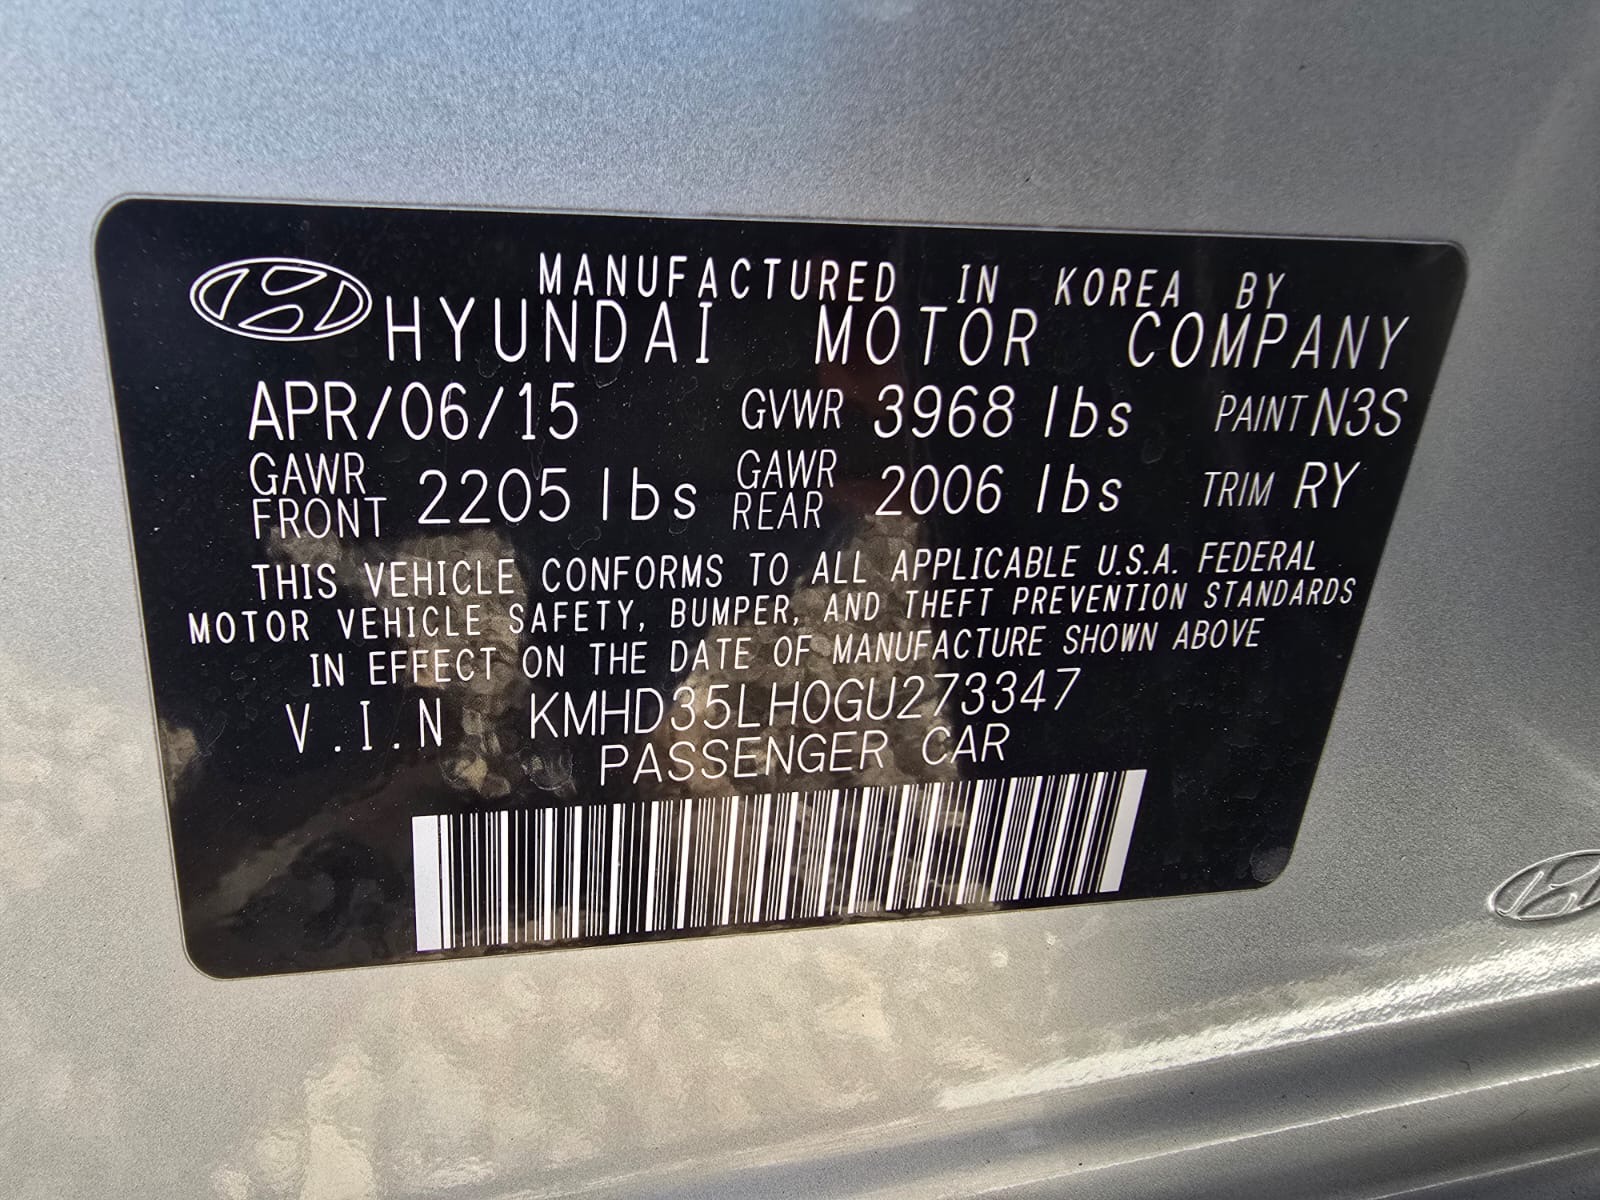 MANUFACTURED IN KOREA BY
HYUNDAI MOTOR COMPANY
APR/06/15 GVWR 3968 lbs PAINT N3S
GAWR FRONT 2205 lbs GAWR REAR 2006 lbs TRIM RY
THIS VEHICLE CONFORMS TO ALL APPLICABLE U.S.A. FEDERAL
MOTOR VEHICLE SAFETY, BUMPER, AND THEFT PREVENTION STANDARDS
IN EFFECT ON THE DATE OF MANUFACTURE SHOWN ABOVE
V.I.N KMHD35LH0GU273347
PASSENGER CAR